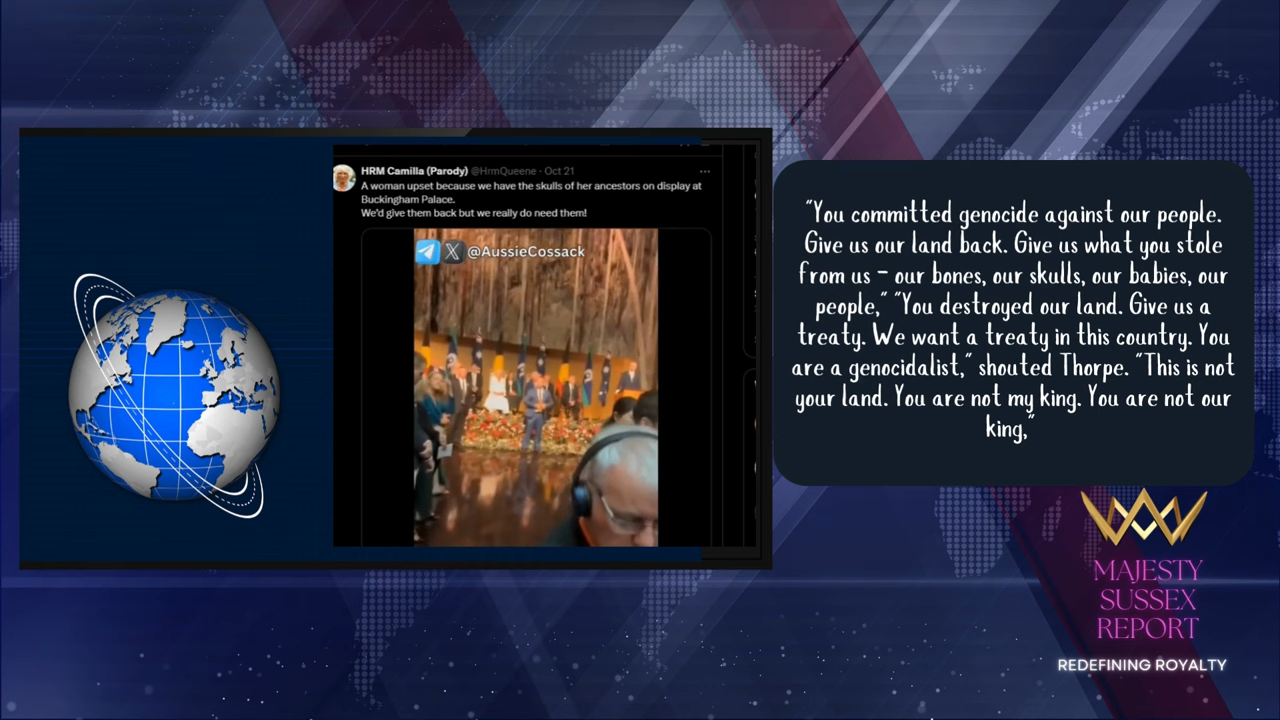 HRM Camilla (Parody) @HrmQueene · Oct 21
A woman upset because we have the skulls of her ancestors on display at
Buckingham Palace.
We'd give them back but we really do need them!
@AussieCossack
"You committed genocide against our people.
Give us our land back. Give us what you stole
from us - our bones, our skulls, our babies, our
people," "You destroyed our land. Give us a
treaty. We want a treaty in this country. You
are a genocidalist," shouted Thorpe. "This is not
your land. You are not my king. You are not our
king,"
MAJESTY
SUSSEX
REPORT
REDEFINING ROYALTY